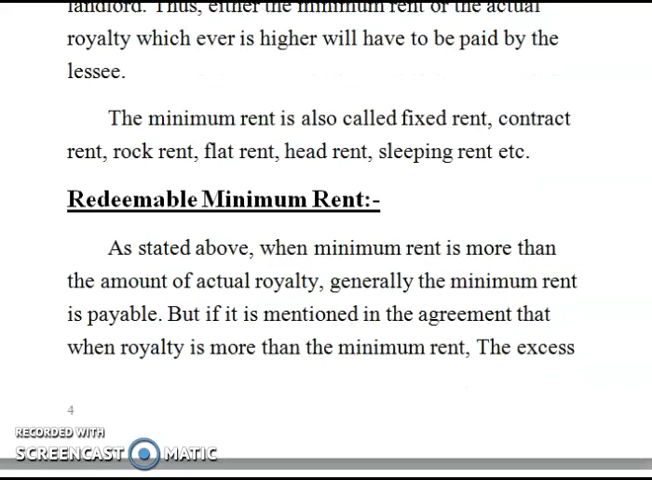 landlord. Thus, either the minimum rent or the actual
royalty which ever is higher will have to be paid by the
lessee.
The minimum rent is also called fixed rent, contract
rent, rock rent, flat rent, head rent, sleeping rent etc.
Redeemable Minimum Rent:-
As stated above, when minimum rent is more than
the amount of actual royalty, generally the minimum rent
is payable. But if it is mentioned in the agreement that
when royalty is more than the minimum rent, The excess
4
RECORDED WITH
SCREENCAST MATIC